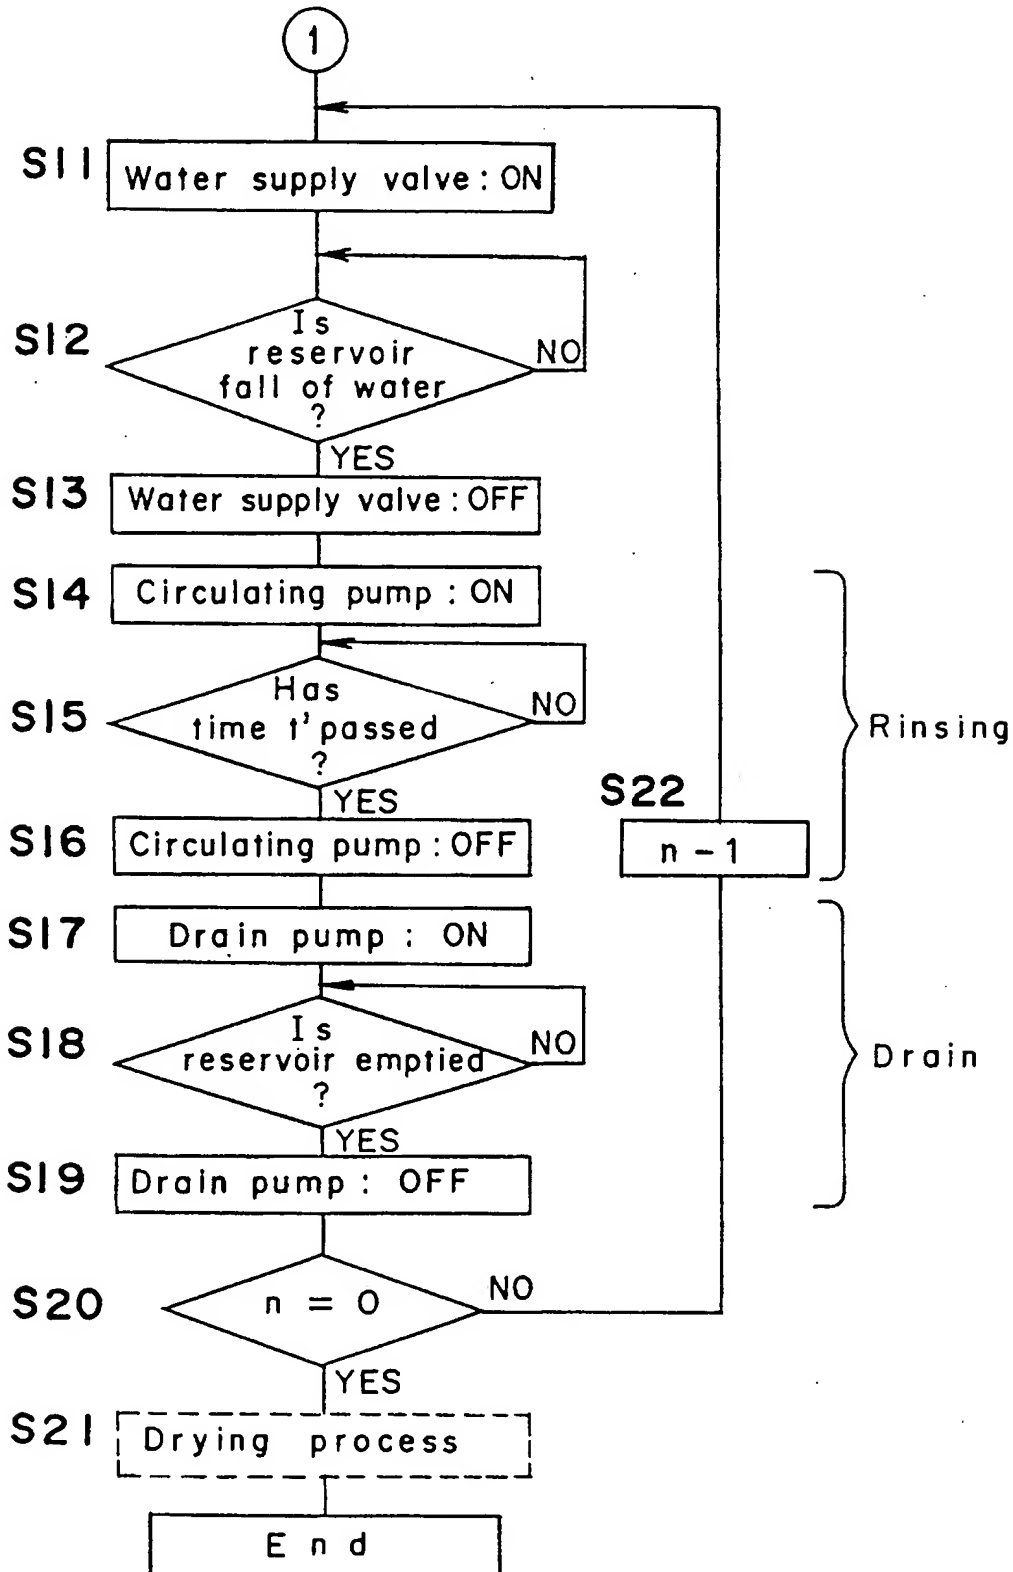 1
S11
Water supply valve : ON
S12
Is
reservoir
fall of water
?
NO
YES
S13
Water supply valve : OFF
S14
Circulating pump : ON
S15
Has
time t' passed
?
NO
YES
S16
Circulating pump : OFF
S22
n - 1
Rinsing
S17
Drain pump : ON
S18
Is
reservoir emptied
?
NO
YES
S19
Drain pump : OFF
Drain
S20
n = 0
NO
YES
S21
Drying process
End